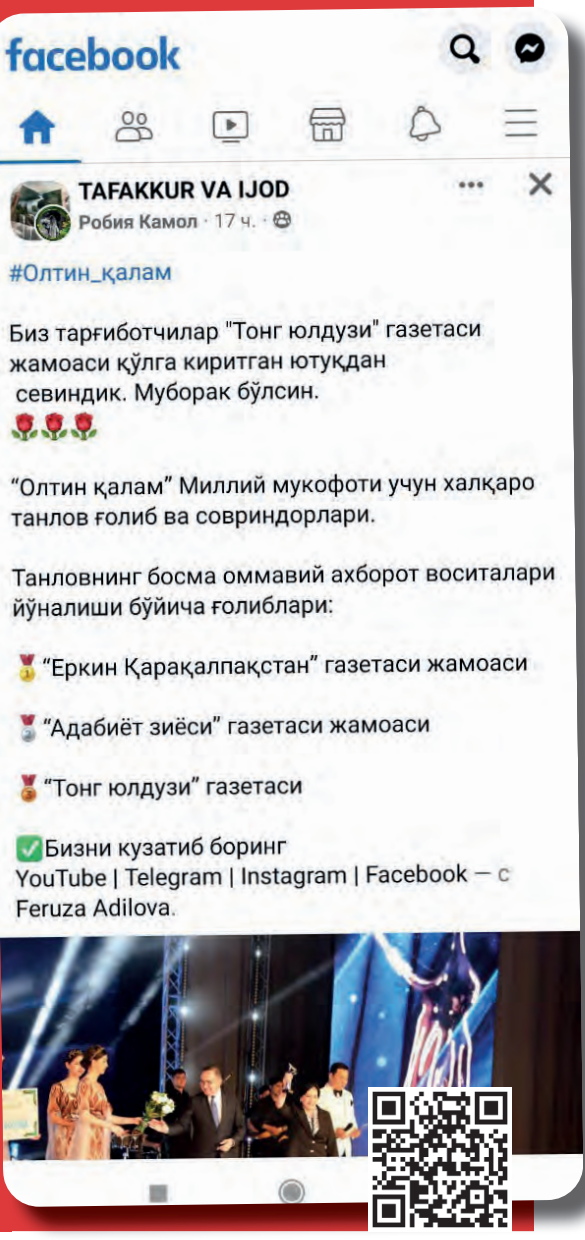 facebook
TAFAKKUR VA IJOD
Робия Камол · 17 ч. ·
#Олтин_қалам
Биз тарғиботчилар "Тонг юлдузи" газетаси
жамоаси қўлга киритган ютуқдан
севиндик. Муборак бўлсин.
“Олтин қалам” Миллий мукофоти учун халқаро
танлов ғолиб ва совриндорлари.
Танловнинг босма оммавий ахборот воситалари
йўналиши бўйича ғолиблари:
“Еркин Қарақалпақстан” газетаси жамоаси
“Адабиёт зиёси” газетаси жамоаси
“Тонг юлдузи” газетаси
Бизни кузатиб боринг
YouTube | Telegram | Instagram | Facebook — с
Feruza Adilova.